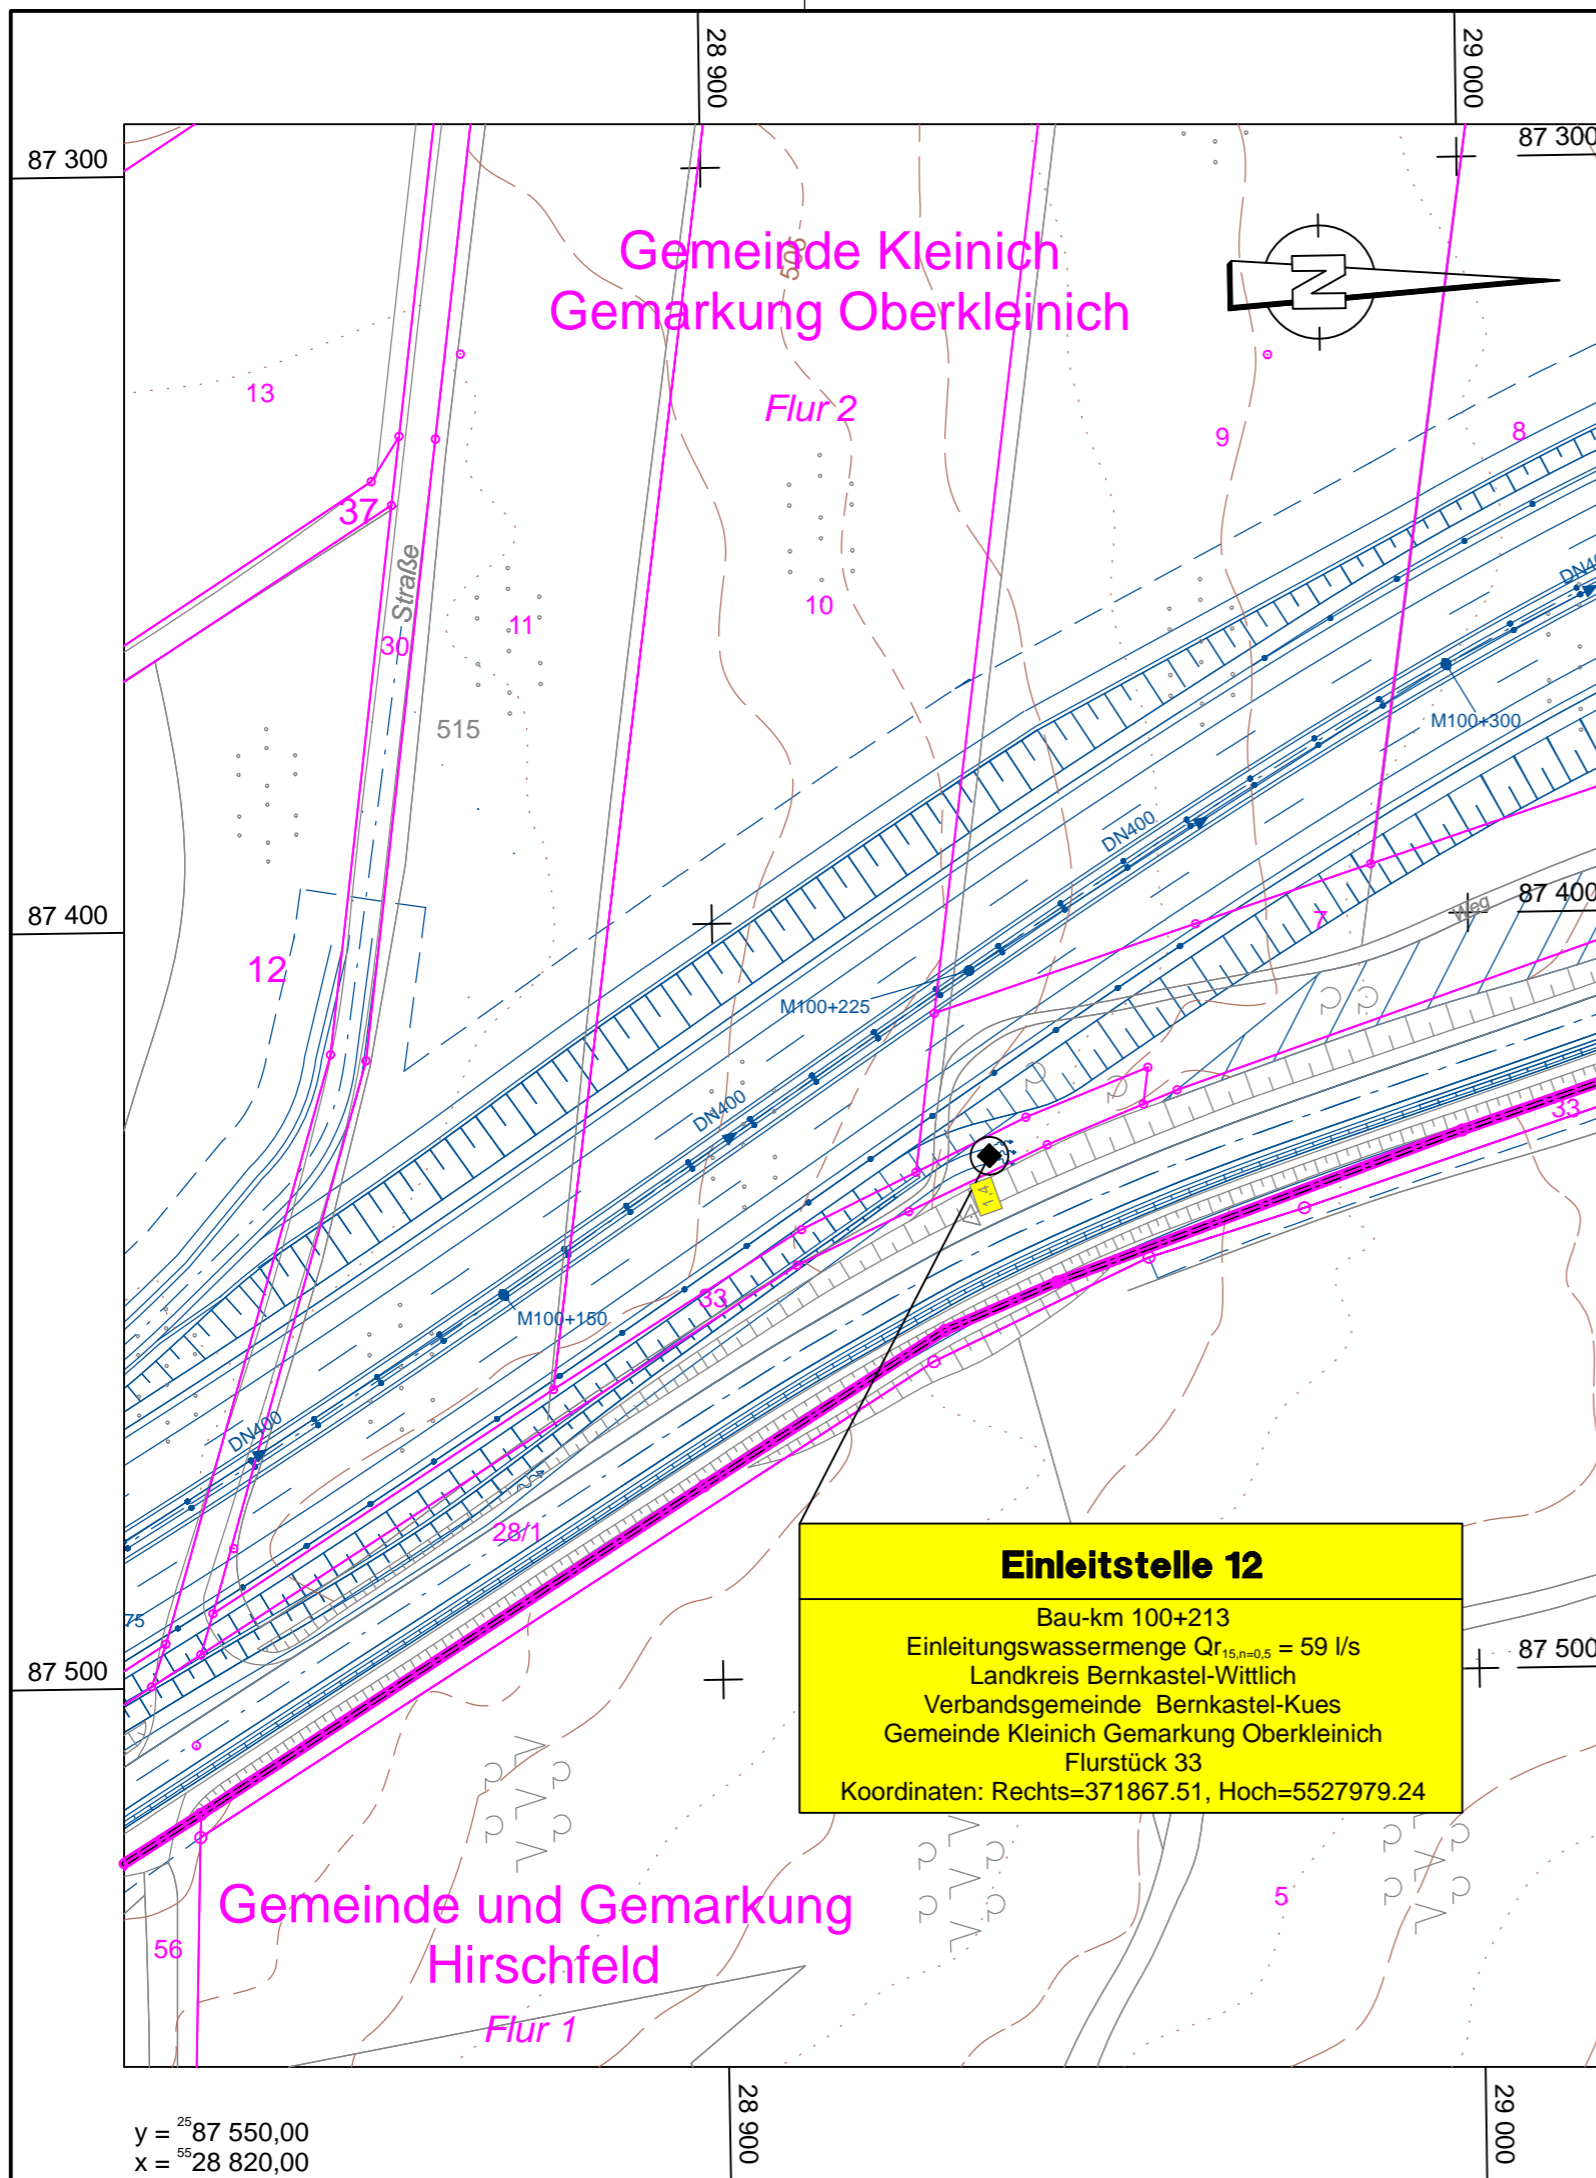 28 900
29 000
87 300
87 300
Gemeinde Kleinich
Gemarkung Oberkleinich
505
N
13
Flur 2
9
8
37
Straße
DN40
11
10
30
515
M100+300
DN400
87 400
87 400
Weg
7
12
M100+225
DN400
33
1,4
33
M100+150
DN400
28/1
Einleitstelle 12
75
Bau-km 100+213
Einleitungswassermenge Qr15,n=0,5 = 59 l/s
87 500
87 500
Landkreis Bernkastel-Wittlich
Verbandsgemeinde Bernkastel-Kues
Gemeinde Kleinich Gemarkung Oberkleinich
Flurstück 33
Koordinaten: Rechts=371867.51, Hoch=5527979.24
Gemeinde und Gemarkung
Hirschfeld
5
56
Flur 1
28 900
29 000
y = 2587 550,00
x = 5528 820,00